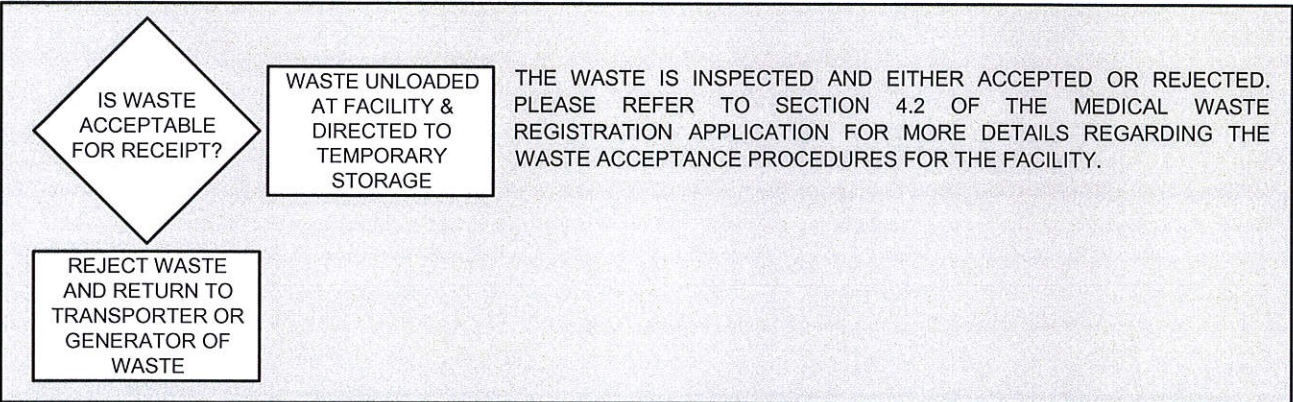 IS WASTE
ACCEPTABLE
FOR RECEIPT?
WASTE UNLOADED
AT FACILITY &
DIRECTED TO
TEMPORARY
STORAGE
THE WASTE IS INSPECTED AND EITHER ACCEPTED OR REJECTED.
PLEASE REFER TO SECTION 4.2 OF THE MEDICAL WASTE
REGISTRATION APPLICATION FOR MORE DETAILS REGARDING THE
WASTE ACCEPTANCE PROCEDURES FOR THE FACILITY.
REJECT WASTE
AND RETURN TO
TRANSPORTER OR
GENERATOR OF
WASTE